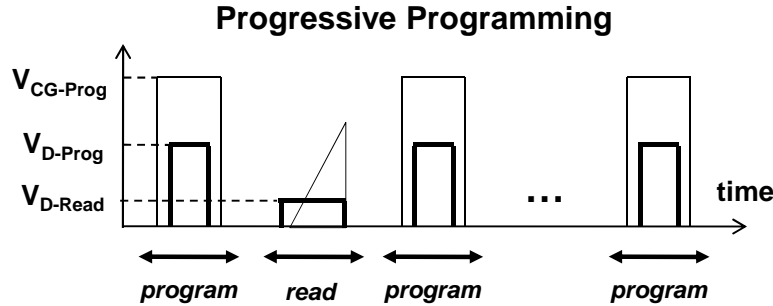 Progressive Programming
V_CG-Prog
V_D-Prog
V_D-Read
time
...
program
read
program
program